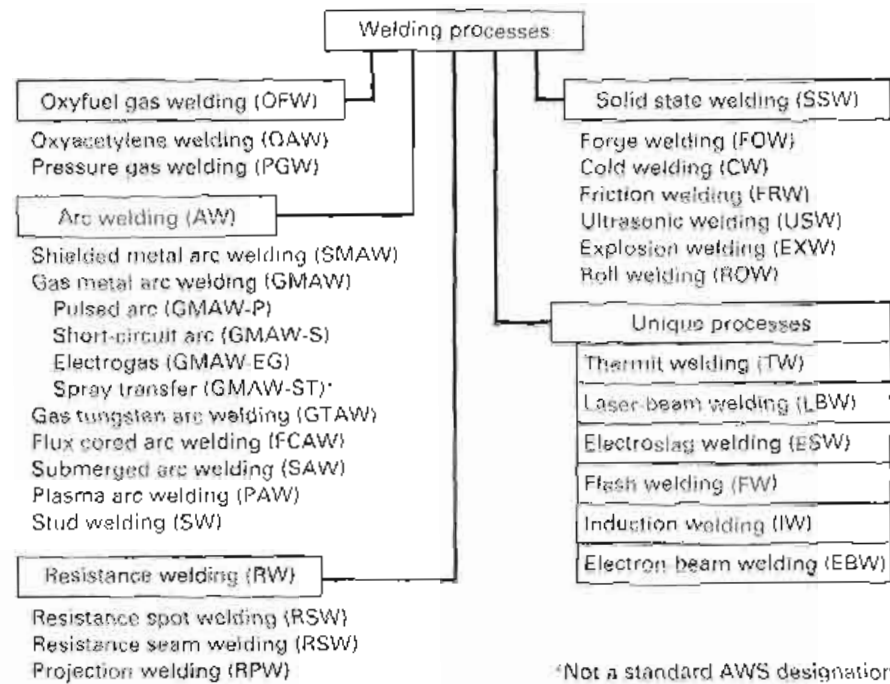 Welding processes
Oxyfuel gas welding (OFW)
Oxyacetylene welding (OAW)
Pressure gas welding (PGW)
Arc welding (AW)
Shielded metal arc welding (SMAW)
Gas metal arc welding (GMAW)
Pulsed arc (GMAW-P)
Short-circuit arc (GMAW-S)
Electrogas (GMAW-EG)
Spray transfer (GMAW-ST)*
Gas tungsten arc welding (GTAW)
Flux cored arc welding (FCAW)
Submerged arc welding (SAW)
Plasma arc welding (PAW)
Stud welding (SW)
Resistance welding (RW)
Resistance spot welding (RSW)
Resistance seam welding (RSW)
Projection welding (RPW)
Solid state welding (SSW)
Forge welding (FOW)
Cold welding (CW)
Friction welding (FRW)
Ultrasonic welding (USW)
Explosion welding (EXW)
Roll welding (ROW)
Unique processes
Thermit welding (TW)
Laser-beam welding (LBW)
Electroslag welding (ESW)
Flash welding (FW)
Induction welding (IW)
Electron beam welding (EBW)
*Not a standard AWS designation